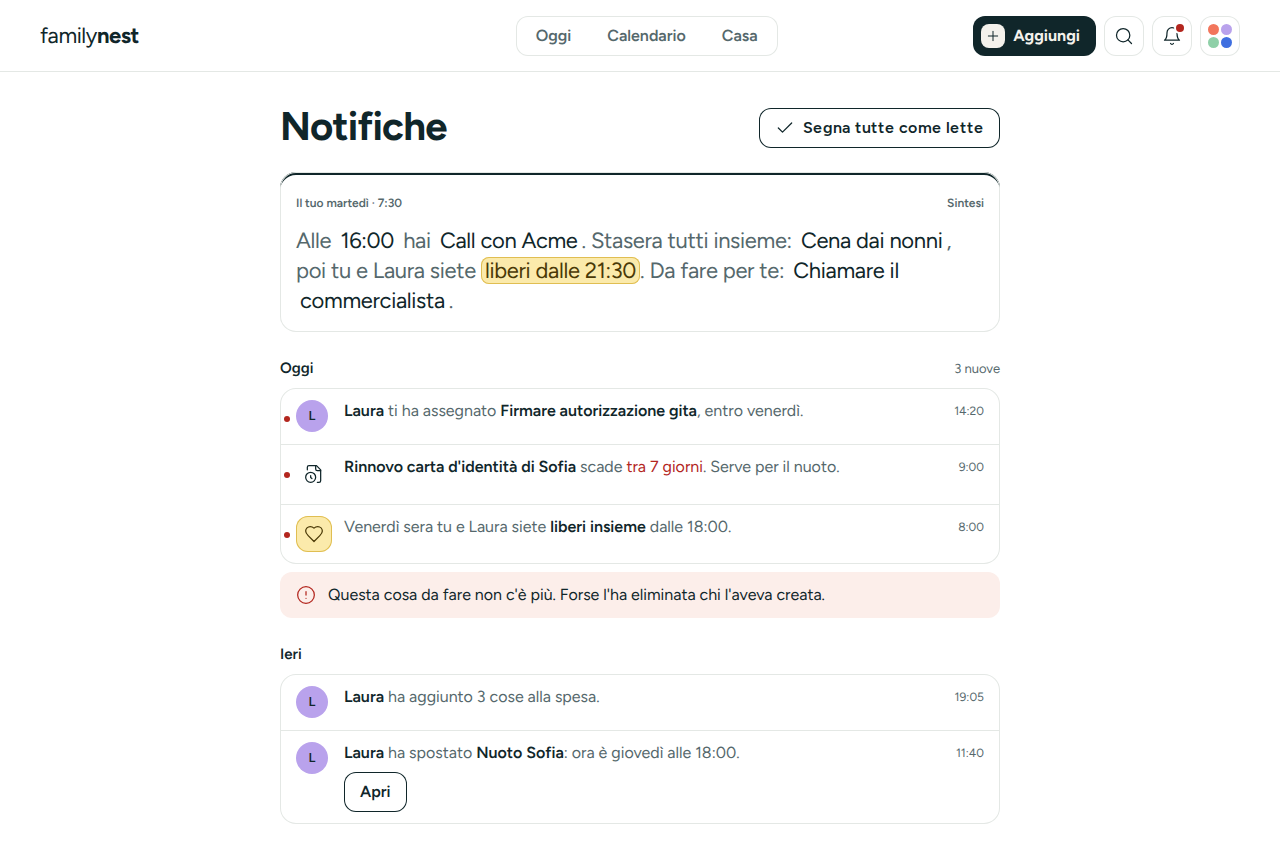 familynest
Oggi
Calendario
Casa
Aggiungi
Notifiche
Segna tutte come lette
Il tuo martedì · 7:30
Sintesi
Alle 16:00 hai Call con Acme. Stasera tutti insieme: Cena dai nonni,
poi tu e Laura siete liberi dalle 21:30. Da fare per te: Chiamare il
commercialista.
Oggi
3 nuove
L
Laura ti ha assegnato Firmare autorizzazione gita, entro venerdì.
14:20
Rinnovo carta d'identità di Sofia scade tra 7 giorni. Serve per il nuoto.
9:00
Venerdì sera tu e Laura siete liberi insieme dalle 18:00.
8:00
Questa cosa da fare non c'è più. Forse l'ha eliminata chi l'aveva creata.
Ieri
L
Laura ha aggiunto 3 cose alla spesa.
19:05
L
Laura ha spostato Nuoto Sofia: ora è giovedì alle 18:00.
11:40
Apri